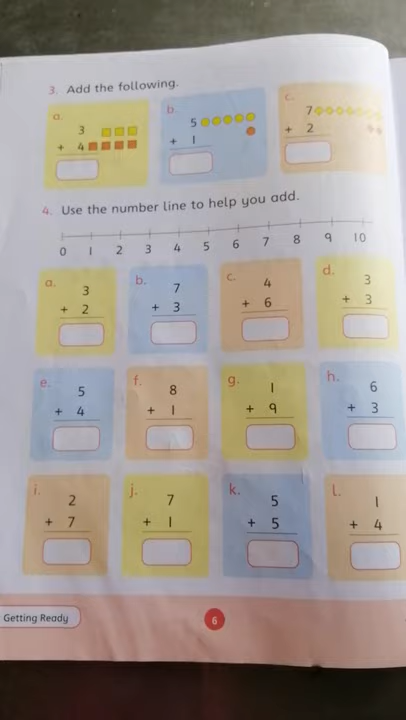 3. Add the following.
a. b. c.
3 5 7
+ 4 + 1 + 2
4. Use the number line to help you add.
0 1 2 3 4 5 6 7 8 9 10
a. b. c. d.
3 7 4 3
+ 2 + 3 + 6 + 3
e. f. g. h.
5 8 1 6
+ 4 + 1 + 9 + 3
i. j. k. l.
2 7 5 1
+ 7 + 1 + 5 + 4
Getting Ready
6